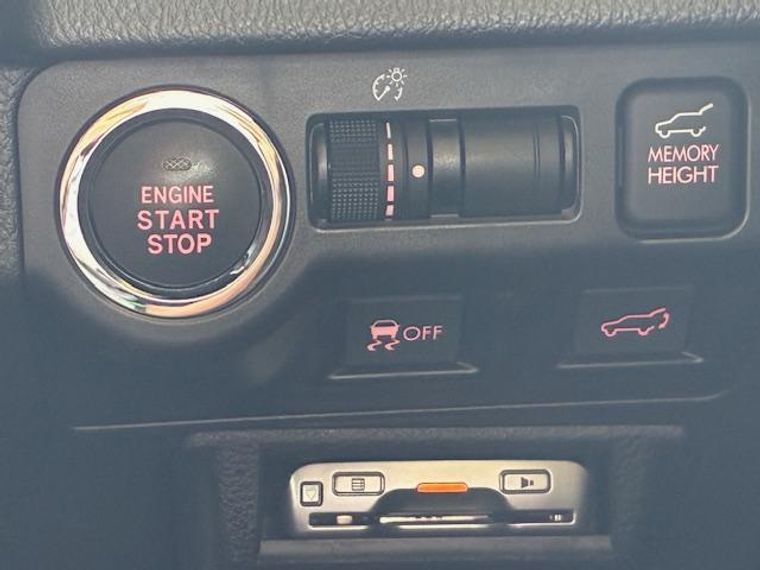 ENGINE
START
STOP
MEMORY
HEIGHT
OFF